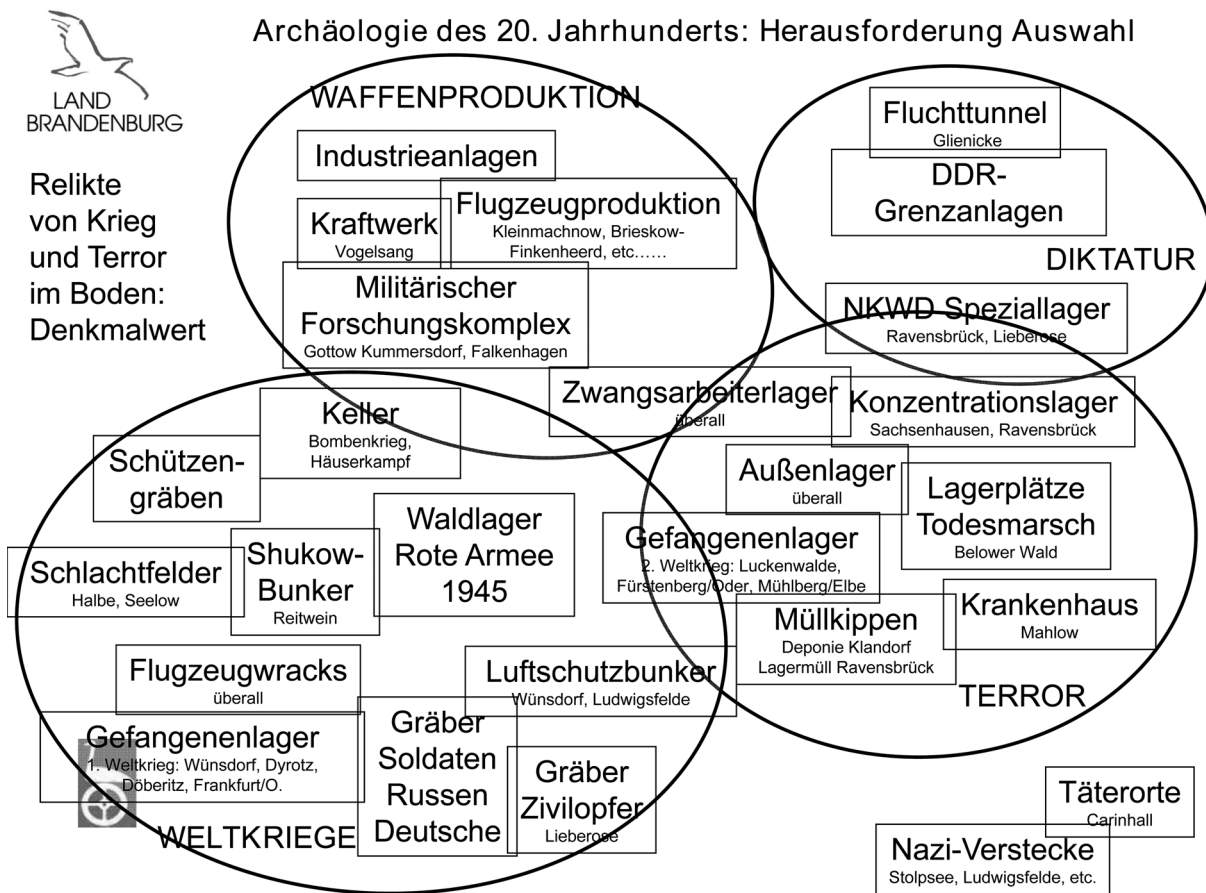 Archäologie des 20. Jahrhunderts: Herausforderung Auswahl
LAND
BRANDENBURG
Relikte
von Krieg
und Terror
im Boden:
Denkmalwert
WAFFENPRODUKTION
Industrieanlagen
Kraftwerk
Vogelsang
Flugzeugproduktion
Kleinmachnow, Brieskow-
Finkenheerd, etc……
Militärischer
Forschungskomplex
Gottow Kummersdorf, Falkenhagen
Fluchttunnel
Glienicke
DDR-
Grenzanlagen
DIKTATUR
NKWD Speziallager
Ravensbrück, Lieberose
Zwangsarbeiterlager
überall
Konzentrationslager
Sachsenhausen, Ravensbrück
Außenlager
überall
Lagerplätze
Todesmarsch
Belower Wald
Gefangenenlager
2. Weltkrieg: Luckenwalde,
Fürstenberg/Oder, Mühlberg/Elbe
Müllkippen
Deponie Klandorf
Lagermüll Ravensbrück
Krankenhaus
Mahlow
TERROR
Keller
Bombenkrieg,
Häuserkampf
Schützen-
gräben
Waldlager
Rote Armee
1945
Schlachtfelder
Halbe, Seelow
Shukow-
Bunker
Reitwein
Flugzeugwracks
überall
Luftschutzbunker
Wünsdorf, Ludwigsfelde
Gefangenenlager
1. Weltkrieg: Wünsdorf, Dyrotz,
Döberitz, Frankfurt/O.
Gräber
Soldaten
Russen
Deutsche
Gräber
Zivilopfer
Lieberose
WELTKRIEGE
Täterorte
Carinhall
Nazi-Verstecke
Stolpsee, Ludwigsfelde, etc.